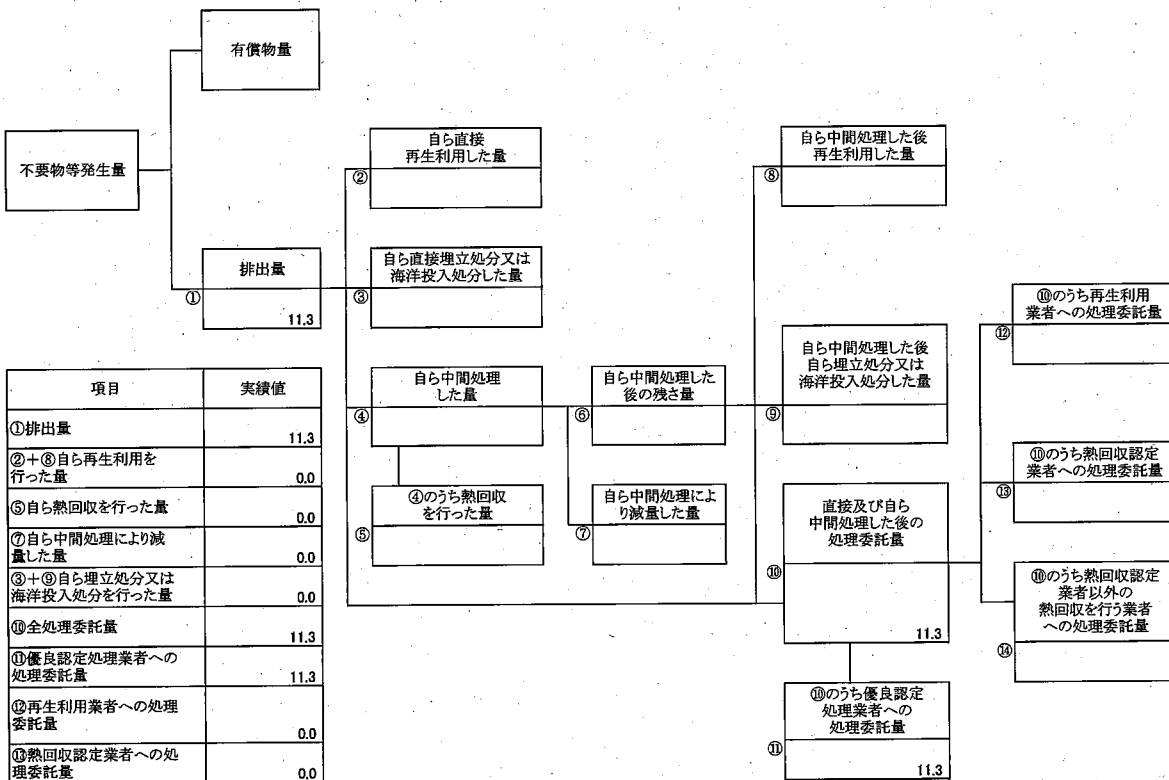 有償物量
不要物等発生量
排出量
①
11.3
自ら直接
再生利用した量
②
自ら直接埋立処分又は
海洋投入処分した量
③
自ら中間処理
した量
④
④のうち熱回収
を行った量
⑤
自ら中間処理した
後の残さ量
⑥
自ら中間処理によ
り減量した量
⑦
自ら中間処理した後
再生利用した量
⑧
自ら中間処理した後
自ら埋立処分又は
海洋投入処分した量
⑨
直接及び自ら
中間処理した後の
処理委託量
⑩
11.3
⑩のうち優良認定
処理業者への
処理委託量
⑪
11.3
⑩のうち再生利用
業者への処理委託量
⑫
⑩のうち熱回収認定
業者への処理委託量
⑬
⑩のうち熱回収認定
業者以外の
熱回収を行う業者
への処理委託量
⑭
項目 実績値
①排出量 11.3
②+⑧自ら再生利用を
行った量 0.0
⑤自ら熱回収を行った量 0.0
⑦自ら中間処理により減
量した量 0.0
③+⑨自ら埋立処分又は
海洋投入処分を行った量 0.0
⑩全処理委託量 11.3
⑪優良認定処理業者への
処理委託量 11.3
⑫再生利用業者への処理
委託量 0.0
⑬熱回収認定業者への処
理委託量 0.0